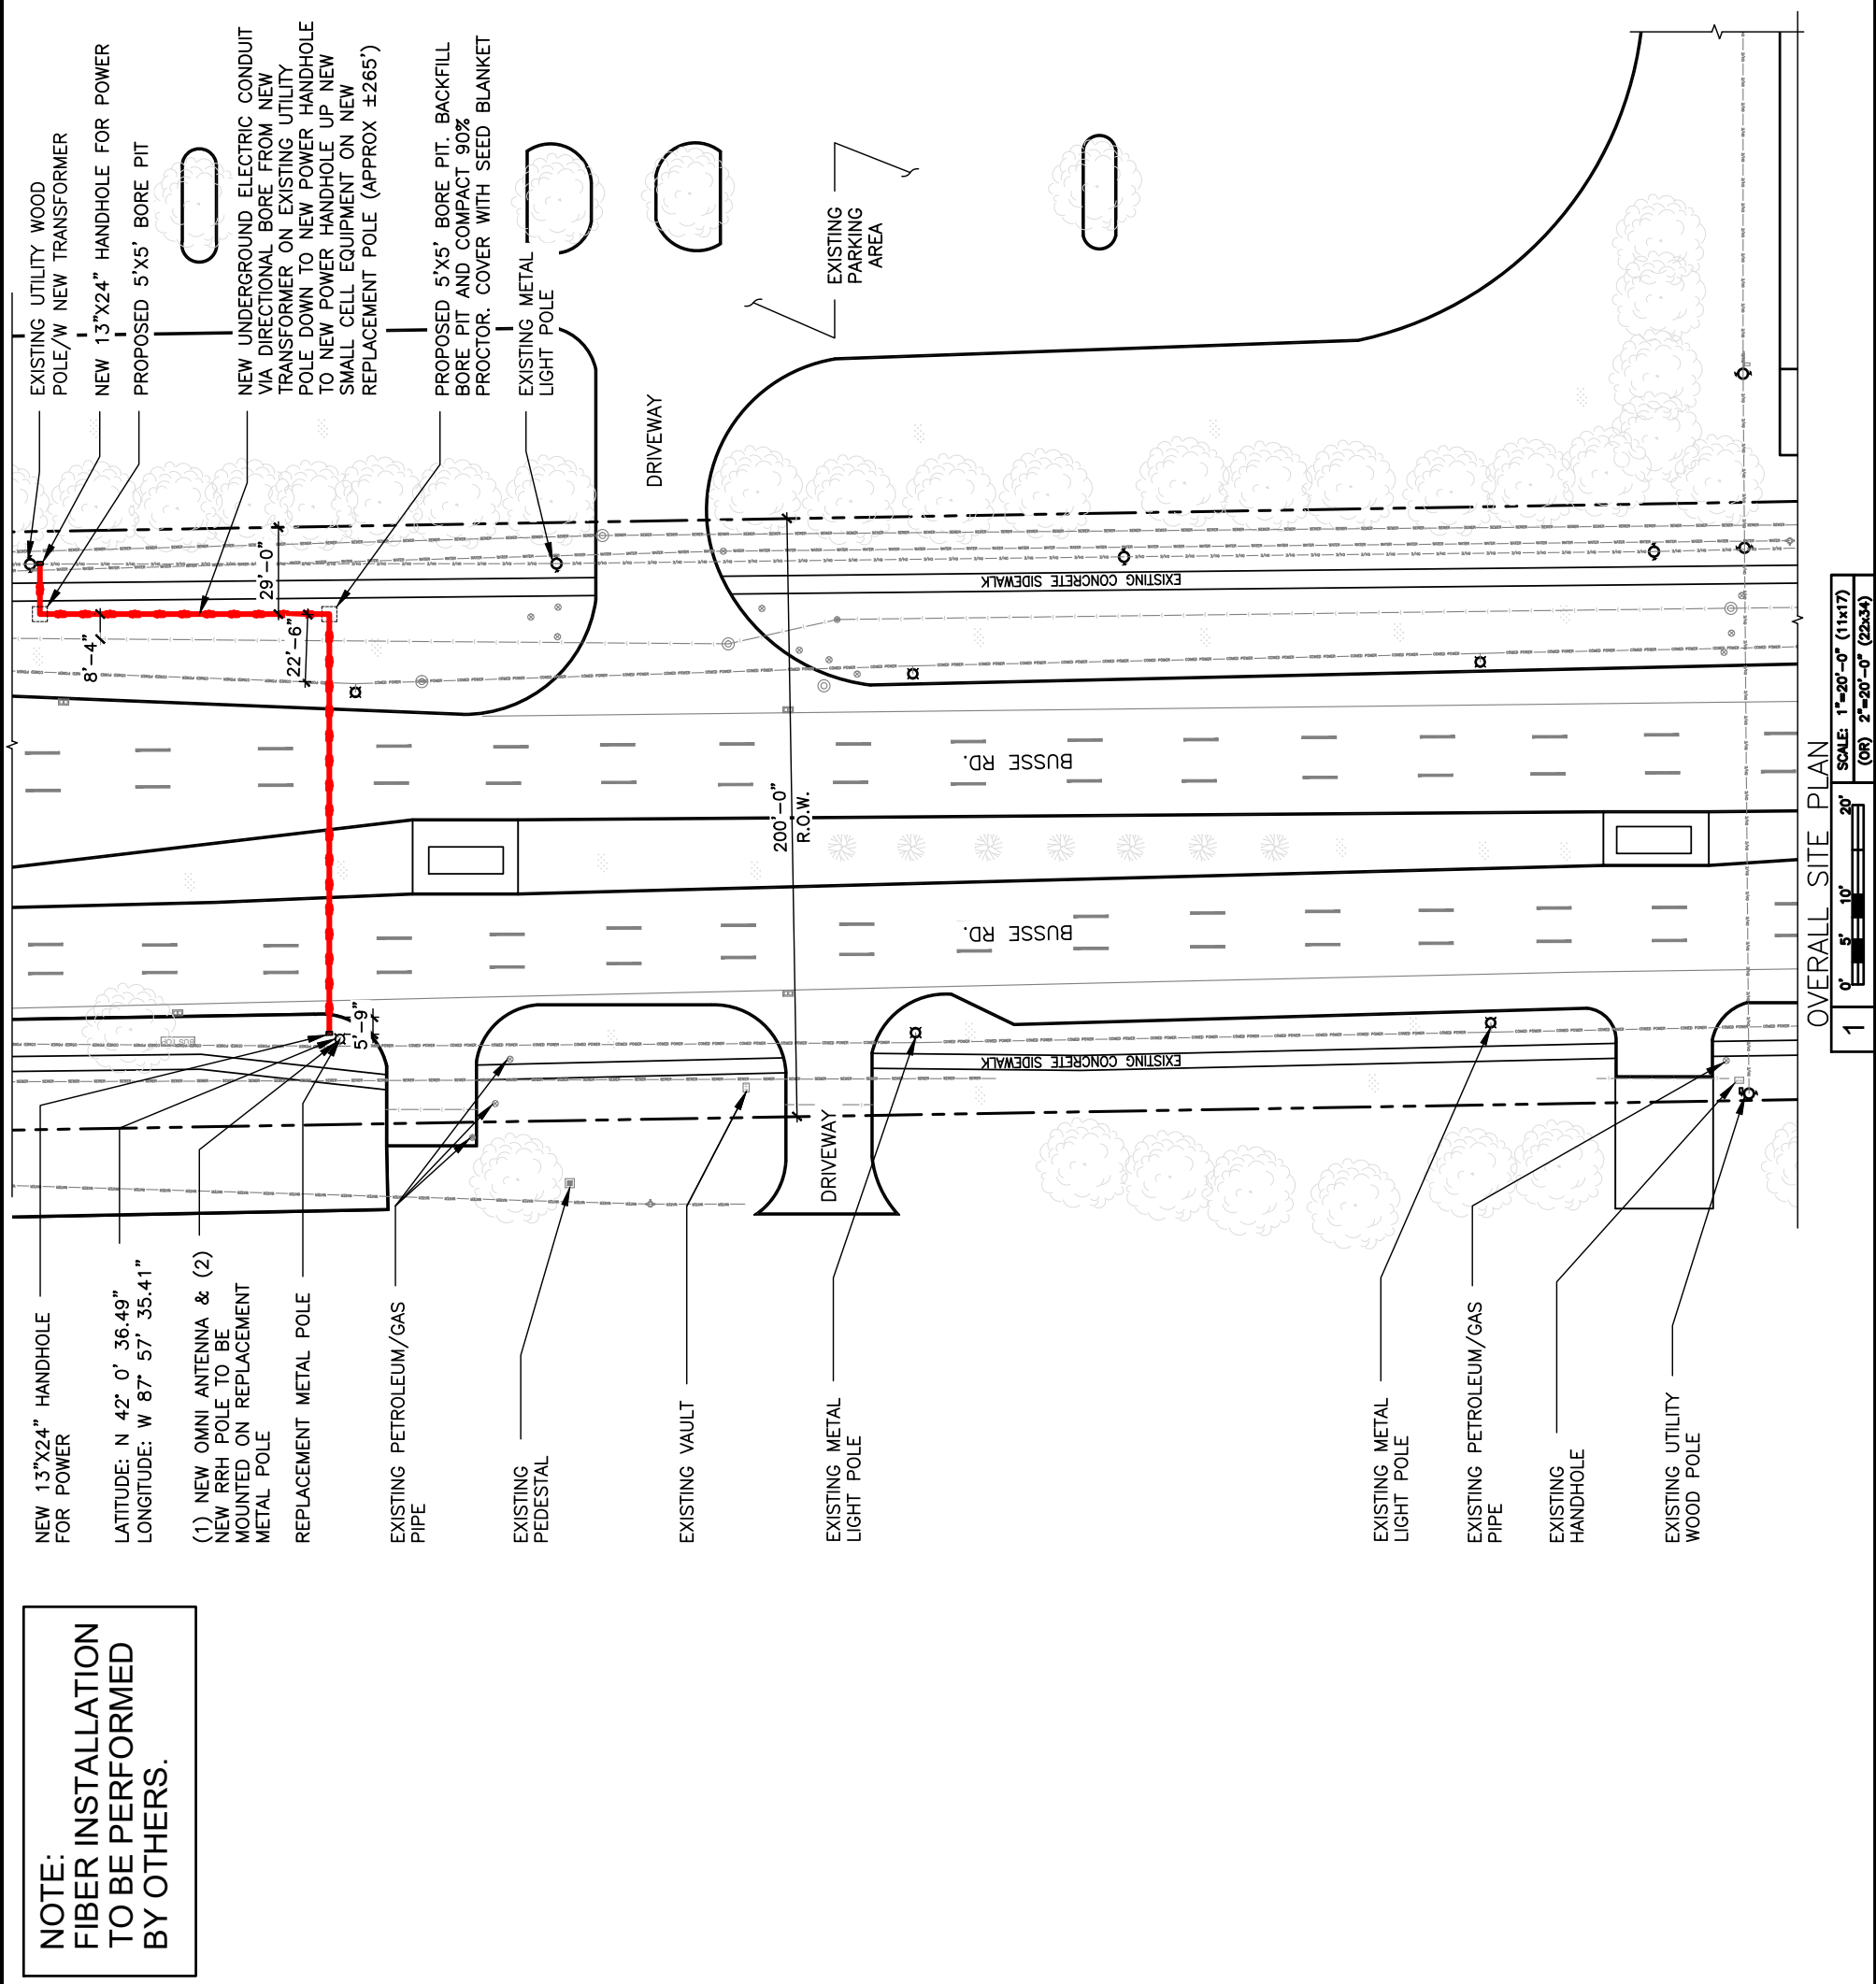 NOTE:
FIBER INSTALLATION
TO BE PERFORMED
BY OTHERS.
NEW 13"X24" HANDHOLE
FOR POWER
LATITUDE: N 42° 0' 36.49"
LONGITUDE: W 87° 57' 35.41"
(1) NEW OMNI ANTENNA & (2)
NEW RRH POLE TO BE
MOUNTED ON REPLACEMENT
METAL POLE
REPLACEMENT METAL POLE
EXISTING PETROLEUM/GAS
PIPE
EXISTING
PEDESTAL
EXISTING VAULT
EXISTING METAL
LIGHT POLE
EXISTING METAL
LIGHT POLE
EXISTING PETROLEUM/GAS
PIPE
EXISTING
HANDHOLE
EXISTING UTILITY
WOOD POLE
EXISTING UTILITY WOOD
POLE/W NEW TRANSFORMER
NEW 13"X24" HANDHOLE FOR POWER
PROPOSED 5'X5' BORE PIT
NEW UNDERGROUND ELECTRIC CONDUIT
VIA DIRECTIONAL BORE FROM NEW
TRANSFORMER ON EXISTING UTILITY
POLE DOWN TO NEW POWER HANDHOLE
TO NEW POWER HANDHOLE UP NEW
SMALL CELL EQUIPMENT ON NEW
REPLACEMENT POLE (APPROX ±265')
PROPOSED 5'X5' BORE PIT. BACKFILL
BORE PIT AND COMPACT 90%
PROCTOR. COVER WITH SEED BLANKET
EXISTING METAL
LIGHT POLE
EXISTING
PARKING
AREA
DRIVEWAY
29'-0"
8'-4"
22'-6"
5'-9"
200'-0"
R.O.W.
EXISTING CONCRETE SIDEWALK
BUSSE RD.
BUSSE RD.
EXISTING CONCRETE SIDEWALK
DRIVEWAY
BUS STOP
OVERALL SITE PLAN
1
0' 5' 10' 20'
SCALE: 1"=20'-0" (11x17)
(OR) 2"=20'-0" (22x34)